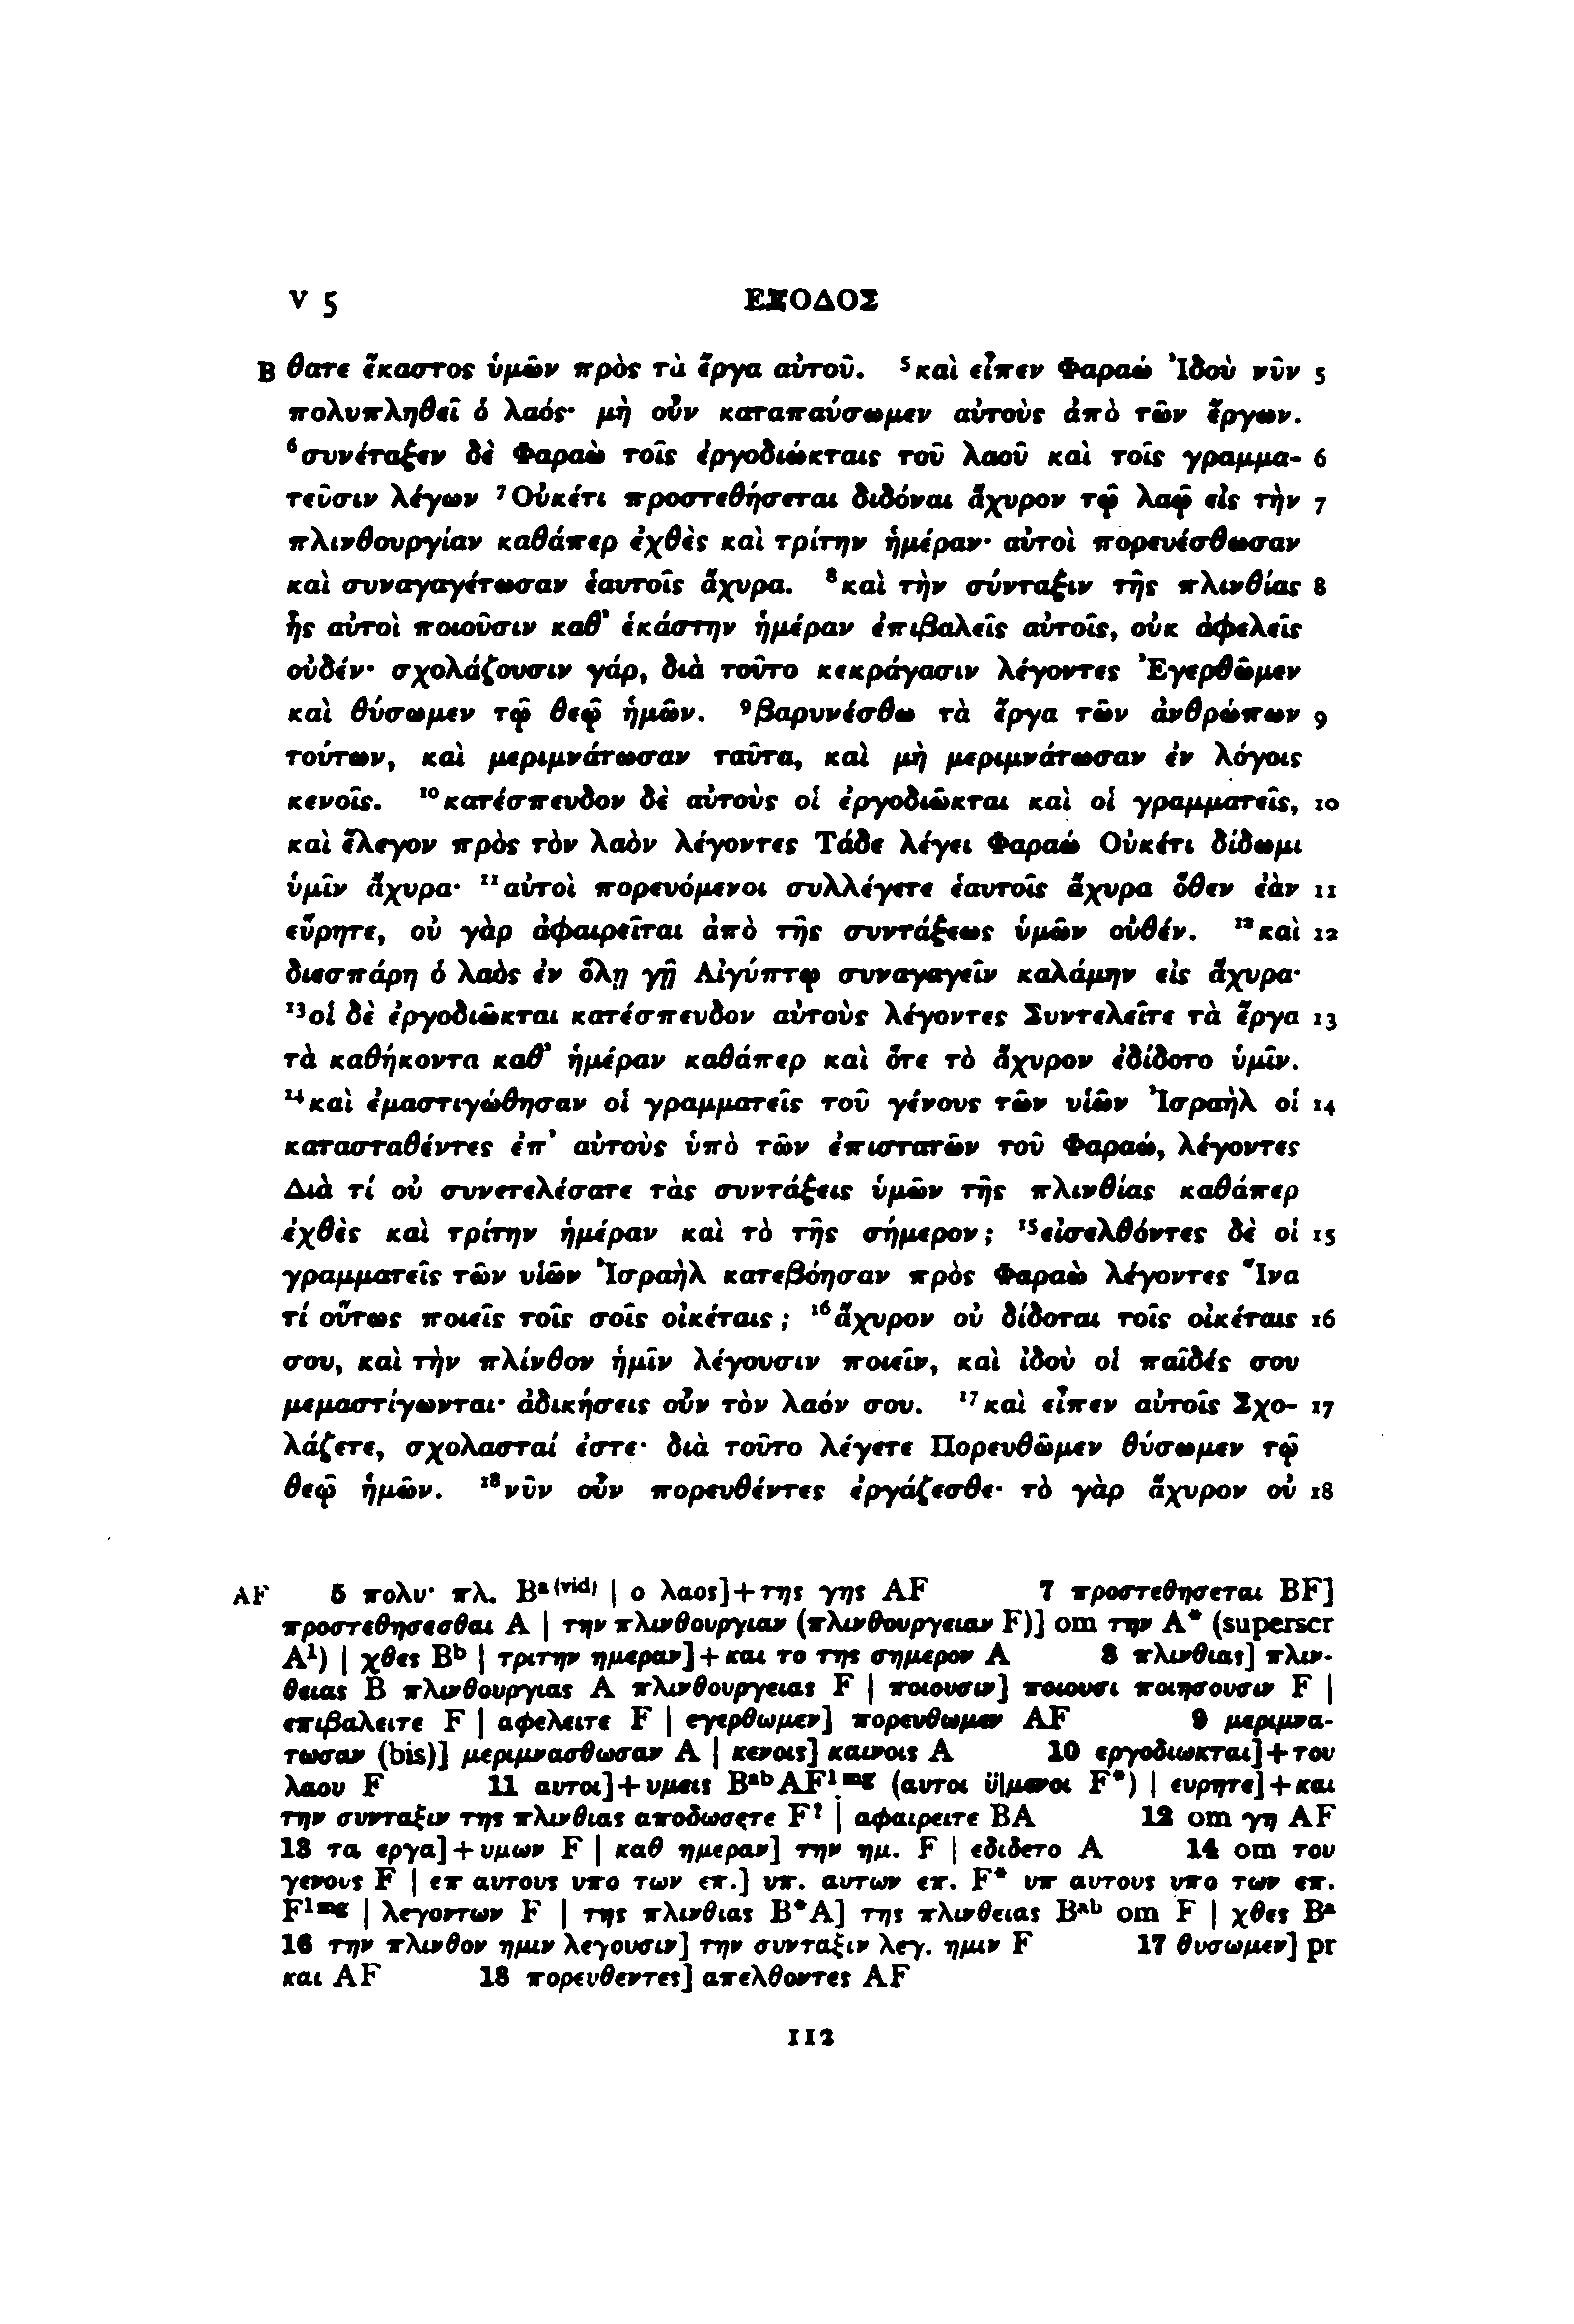 V 5 ΕΞΟΔΟΣ
B θατε ἕκαστος ὑμῶν πρὸς τὰ ἔργα αὐτοῦ. ⁵καὶ εἶπεν Φαραώ Ἰδοὺ νῦν 5
πολυπληθεῖ ὁ λαός· μὴ οὖν καταπαύσωμεν αὐτοὺς ἀπὸ τῶν ἔργων.
⁶συνέταξεν δὲ Φαραὼ τοῖς ἐργοδιώκταις τοῦ λαοῦ καὶ τοῖς γραμμα- 6
τεῦσιν λέγων ⁷Οὐκέτι προστεθήσεται διδόναι ἄχυρον τῷ λαῷ εἰς τὴν 7
πλινθουργίαν καθάπερ ἐχθὲς καὶ τρίτην ἡμέραν· αὐτοὶ πορευέσθωσαν
καὶ συναγαγέτωσαν ἑαυτοῖς ἄχυρα. ⁸καὶ τὴν σύνταξιν τῆς πλινθίας 8
ἧς αὐτοὶ ποιοῦσιν καθ᾽ ἑκάστην ἡμέραν ἐπιβαλεῖς αὐτοῖς, οὐκ ἀφελεῖς
οὐδέν· σχολάζουσιν γάρ, διὰ τοῦτο κεκράγασιν λέγοντες Ἐγερθῶμεν
καὶ θύσωμεν τῷ θεῷ ἡμῶν. ⁹βαρυνέσθω τὰ ἔργα τῶν ἀνθρώπων 9
τούτων, καὶ μεριμνάτωσαν ταῦτα, καὶ μὴ μεριμνάτωσαν ἐν λόγοις
κενοῖς. ¹⁰κατέσπευδον δὲ αὐτοὺς οἱ ἐργοδιῶκται καὶ οἱ γραμματεῖς, 10
καὶ ἔλεγον πρὸς τὸν λαὸν λέγοντες Τάδε λέγει Φαραώ Οὐκέτι δίδωμι
ὑμῖν ἄχυρα· ¹¹αὐτοὶ πορευόμενοι συλλέγετε ἑαυτοῖς ἄχυρα ὅθεν ἐὰν 11
εὕρητε, οὐ γὰρ ἀφαιρεῖται ἀπὸ τῆς συντάξεως ὑμῶν οὐθέν. ¹²καὶ 12
διεσπάρη ὁ λαὸς ἐν ὅλῃ γῇ Αἰγύπτῳ συναγαγεῖν καλάμην εἰς ἄχυρα·
¹³οἱ δὲ ἐργοδιῶκται κατέσπευδον αὐτοὺς λέγοντες Συντελεῖτε τὰ ἔργα 13
τὰ καθήκοντα καθ᾽ ἡμέραν καθάπερ καὶ ὅτε τὸ ἄχυρον ἐδίδοτο ὑμῖν.
¹⁴καὶ ἐμαστιγώθησαν οἱ γραμματεῖς τοῦ γένους τῶν υἱῶν Ἰσραὴλ οἱ 14
κατασταθέντες ἐπ᾽ αὐτοὺς ὑπὸ τῶν ἐπιστατῶν τοῦ Φαραώ, λέγοντες
Διὰ τί οὐ συνετελέσατε τὰς συντάξεις ὑμῶν τῆς πλινθίας καθάπερ
ἐχθὲς καὶ τρίτην ἡμέραν καὶ τὸ τῆς σήμερον; ¹⁵εἰσελθόντες δὲ οἱ 15
γραμματεῖς τῶν υἱῶν Ἰσραὴλ κατεβόησαν πρὸς Φαραὼ λέγοντες Ἵνα
τί οὕτως ποιεῖς τοῖς σοῖς οἰκέταις; ¹⁶ἄχυρον οὐ δίδοται τοῖς οἰκέταις 16
σου, καὶ τὴν πλίνθον ἡμῖν λέγουσιν ποιεῖν, καὶ ἰδοὺ οἱ παῖδές σου
μεμαστίγωνται· ἀδικήσεις οὖν τὸν λαόν σου. ¹⁷καὶ εἶπεν αὐτοῖς Σχο- 17
λάζετε, σχολασταί ἐστε· διὰ τοῦτο λέγετε Πορευθῶμεν θύσωμεν τῷ
θεῷ ἡμῶν. ¹⁸νῦν οὖν πορευθέντες ἐργάζεσθε· τὸ γὰρ ἄχυρον οὐ 18
AF 5 πολυ· πλ. Bᵃ⁽ᵛⁱᵈ⁾ | ο λαος]+της γης AF 7 προστεθησεται BF]
προστεθησεσθαι A | την πλινθουργιαν (πλινθουργειαν F)] om την A* (superscr
A¹) | χθες Bᵇ | τριτην ημεραν]+και το της σημερον A 8 πλινθιας] πλιν-
θειας B πλινθουργιας A πλινθουργειας F | ποιουσιν] ποιουσι ποιησουσιν F |
επιβαλειτε F | αφελειτε F | εγερθωμεν] πορευθωμεν AF 9 μεριμνα-
τωσαν (bis)] μεριμνασθωσαν A | κενοις] καινοις A 10 εργοδιωκται]+του
λαου F 11 αυτοι]+υμεις Bᵃᵇ AF¹ᵐᵍ (αυτοι ϋ|μενοι F*) | ευρητε]+και
την συνταξιν της πλινθιας αποδωσετε F? | αφαιρειτε BA 12 om γη AF
13 τα εργα]+υμων F | καθ ημεραν] την ημ. F | εδιδετο A 14 om του
γενους F | επ αυτους υπο των επ.] υπ. αυτων επ. F* υπ αυτους υπο των επ.
F¹ᵐᵍ | λεγοντων F | της πλινθιας B*A] της πλινθειας Bᵃᵇ om F | χθες Bᵃ
16 την πλινθον ημιν λεγουσιν] την συνταξιν λεγ. ημιν F 17 θυσωμεν] pr
και AF 18 πορευθεντες] απελθοντες AF
112